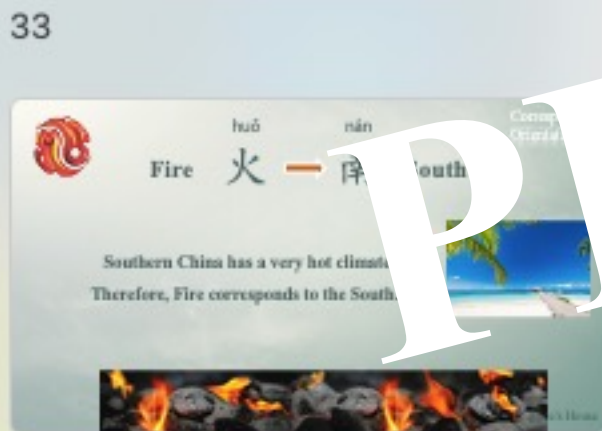 33
huǒ nán
Fire 火 南 South
Southern China has a very hot climate
Therefore, Fire corresponds to the South.